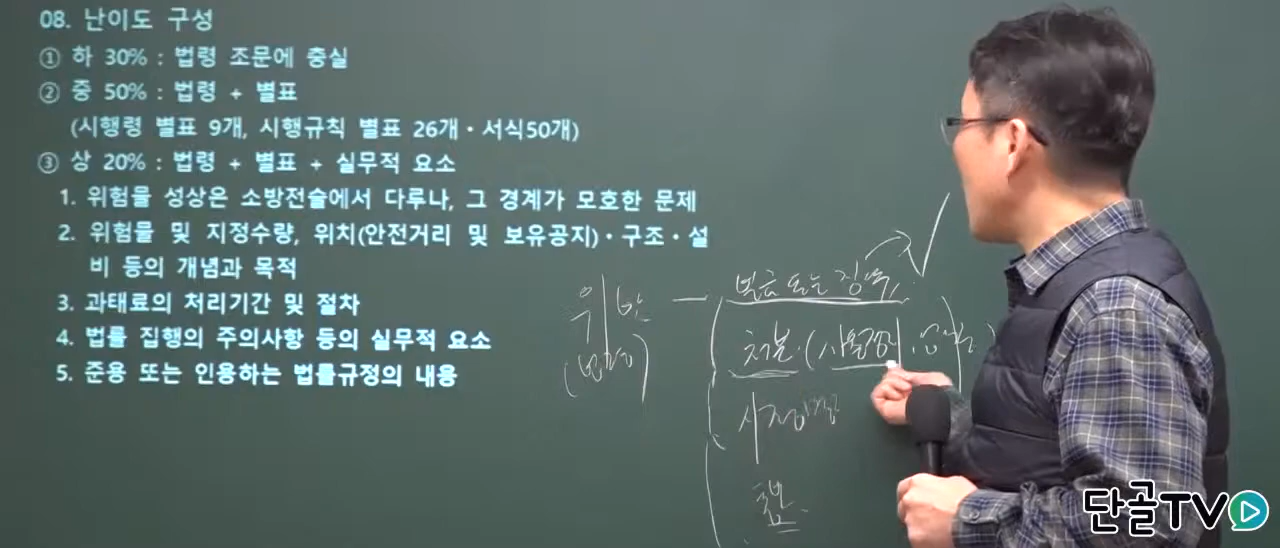 08. 난이도 구성
① 하 30% : 법령 조문에 충실
② 중 50% : 법령 + 별표
(시행령 별표 9개, 시행규칙 별표 26개·서식50개)
③ 상 20% : 법령 + 별표 + 실무적 요소
1. 위험물 성상은 소방전술에서 다루나, 그 경계가 모호한 문제
2. 위험물 및 지정수량, 위치(안전거리 및 보유공지)·구조·설
비 등의 개념과 목적
3. 과태료의 처리기간 및 절차
4. 법률 집행의 주의사항 등의 실무적 요소
5. 준용 또는 인용하는 법률규정의 내용
위반
벌금 또는 징역
처분
시정
단골TV